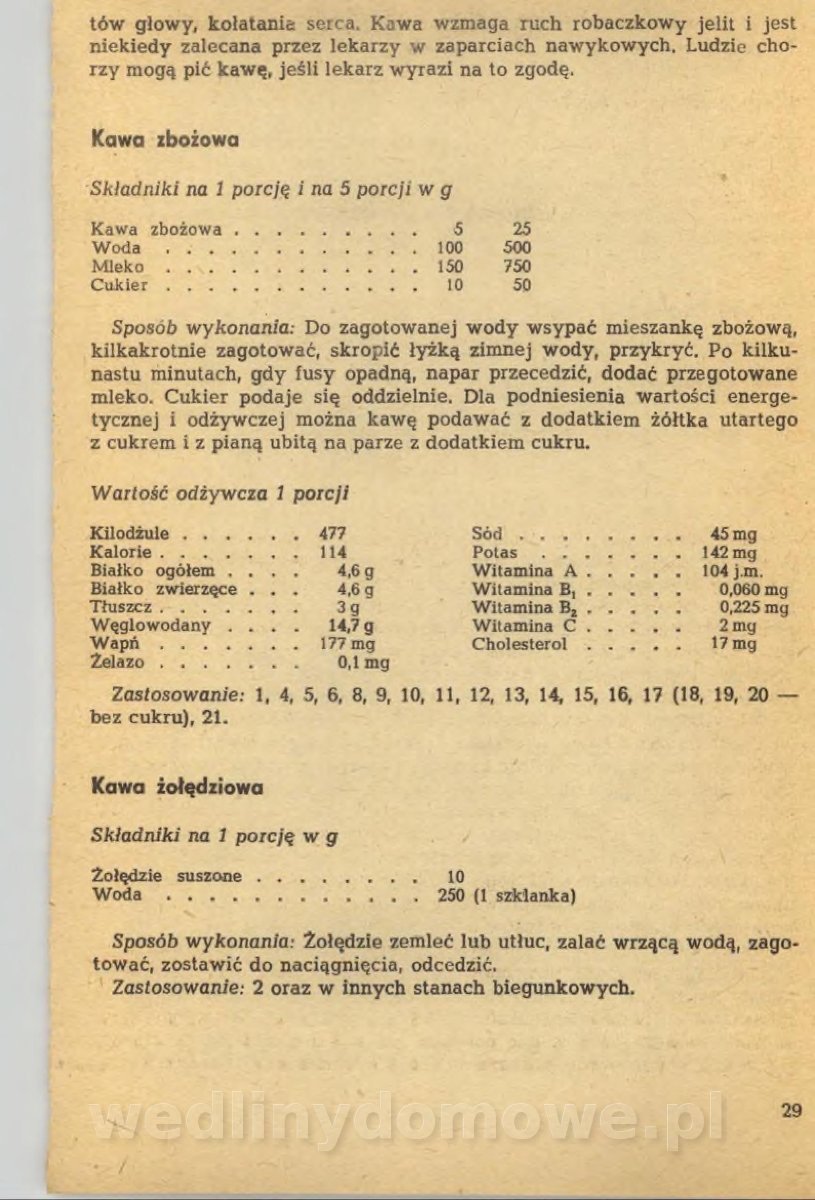 tów głowy, kołatania serca. Kawa wzmaga ruch robaczkowy jelit i jest
niekiedy zalecana przez lekarzy w zaparciach nawykowych. Ludzie cho-
rzy mogą pić kawę, jeśli lekarz wyrazi na to zgodę.
Kawa zbożowa
Składniki na 1 porcję i na 5 porcji w g
Kawa zbożowa . . . . . . . . . 5 25
Woda . . . . . . . . . . . . 100 500
Mleko . . . . . . . . . . . . 150 750
Cukier . . . . . . . . . . . . 10 50
Sposób wykonania: Do zagotowanej wody wsypać mieszankę zbożową,
kilkakrotnie zagotować, skropić łyżką zimnej wody, przykryć. Po kilku-
nastu minutach, gdy fusy opadną, napar przecedzić, dodać przegotowane
mleko. Cukier podaje się oddzielnie. Dla podniesienia wartości energe-
tycznej i odżywczej można kawę podawać z dodatkiem żółtka utartego
z cukrem i z pianą ubitą na parze z dodatkiem cukru.
Wartość odżywcza 1 porcji
Kilodżule . . . . . . 477
Kalorie . . . . . . . 114
Białko ogółem . . . . 4,6 g
Białko zwierzęce . . . 4,6 g
Tłuszcz . . . . . . . 3 g
Węglowodany . . . . 14,7 g
Wapń . . . . . . . 177 mg
Żelazo . . . . . . . 0,1 mg
Sód . . . . . . . . 45 mg
Potas . . . . . . . 142 mg
Witamina A . . . . . 104 j.m.
Witamina B₁ . . . . . 0,060 mg
Witamina B₂ . . . . . 0,225 mg
Witamina C . . . . . 2 mg
Cholesterol . . . . . 17 mg
Zastosowanie: 1, 4, 5, 6, 8, 9, 10, 11, 12, 13, 14, 15, 16, 17 (18, 19, 20 —
bez cukru), 21.
Kawa żołędziowa
Składniki na 1 porcję w g
Żołędzie suszone . . . . . . . . 10
Woda . . . . . . . . . . . . 250 (1 szklanka)
Sposób wykonania: Żołędzie zemleć lub utłuc, zalać wrzącą wodą, zago-
tować, zostawić do naciągnięcia, odcedzić.
Zastosowanie: 2 oraz w innych stanach biegunkowych.
29
wedlinydomowe.pl